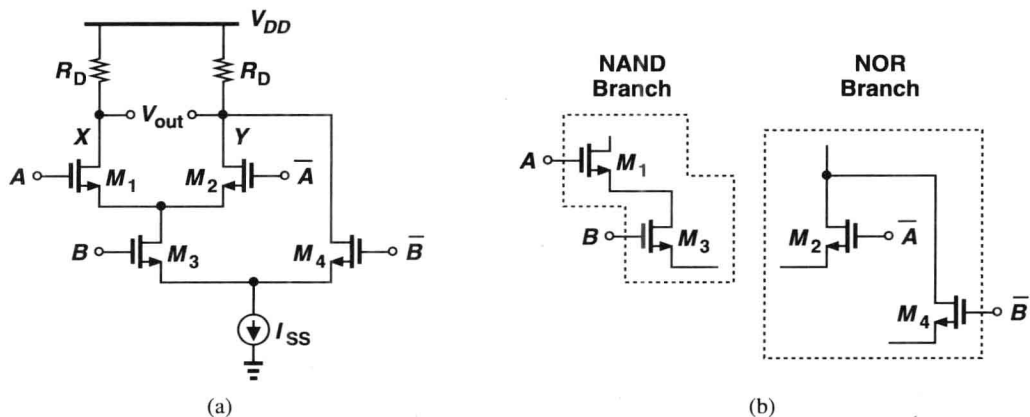 V_DD
R_D
R_D
X
V_out
Y
A
M_1
M_2
A̅
B
M_3
M_4
B̅
I_SS
(a)
NAND
Branch
A
M_1
B
M_3
NOR
Branch
M_2
A̅
M_4
B̅
(b)